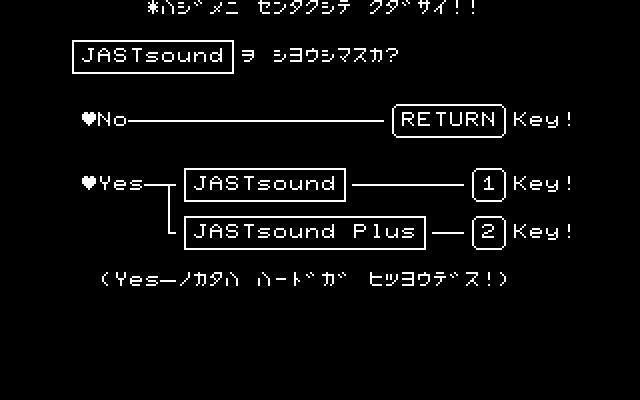 *ハジメニ センタクシテ クダサイ!!
JASTsound ヲ シヨウシマスカ?
♥No RETURN Key!
♥Yes JASTsound 1 Key!
JASTsound Plus 2 Key!
(Yes—ノカタハ ハードガ ヒツヨウデス!)